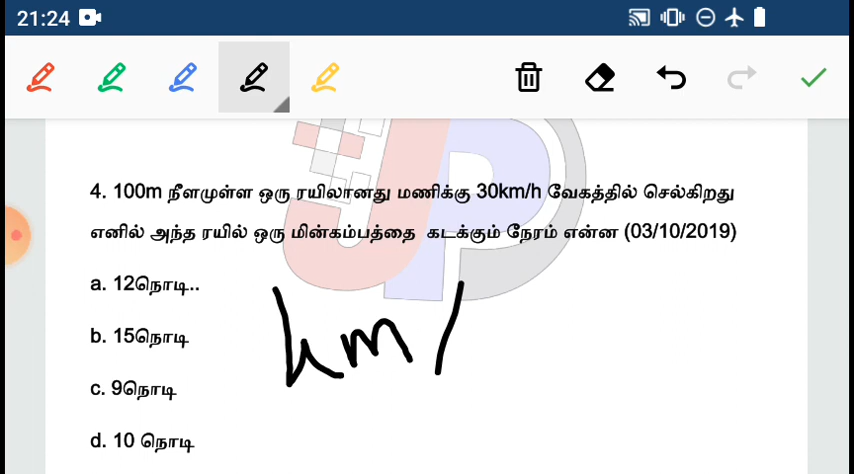 21:24
4. 100m நீளமுள்ள ஒரு ரயிலானது மணிக்கு 30km/h வேகத்தில் செல்கிறது
எனில் அந்த ரயில் ஒரு மின்கம்பத்தை கடக்கும் நேரம் என்ன (03/10/2019)
a. 12நொடி..
km/
b. 15நொடி
c. 9நொடி
d. 10 நொடி